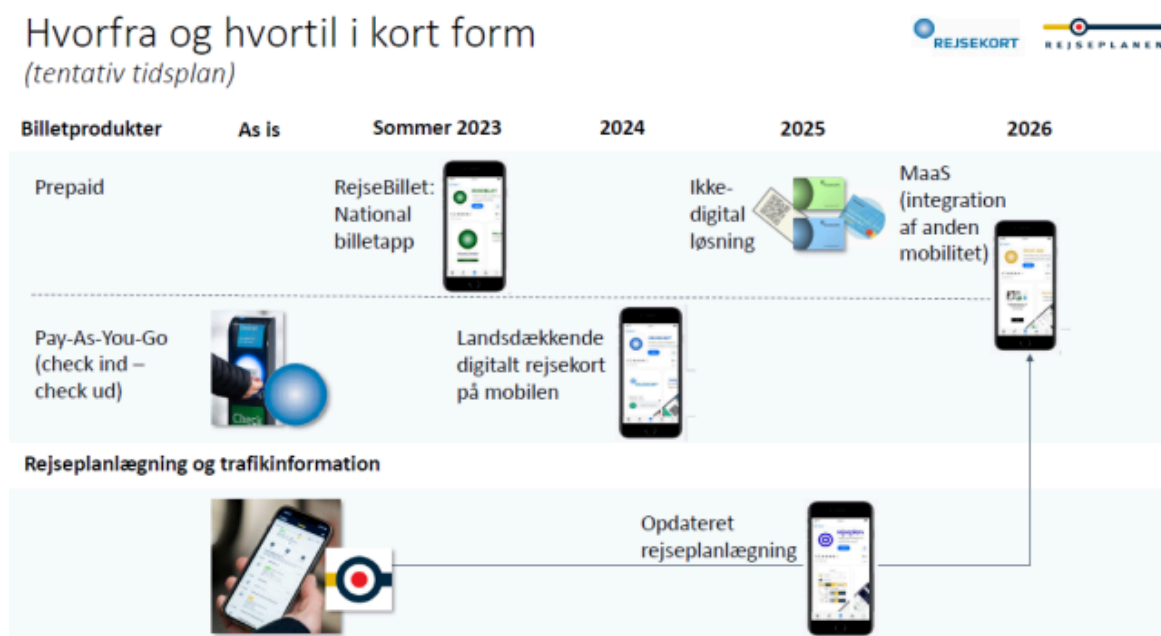 Hvorfra og hvortil i kort form
(tentativ tidsplan)
REJSEKORT
REJSEPLANEN
Billetprodukter
As is
Sommer 2023
2024
2025
2026
Prepaid
RejseBillet:
National
billetapp
Ikke-
digital
løsning
MaaS
(integration
af anden
mobilitet)
Pay-As-You-Go
(check ind –
check ud)
Check
Landsdækkende
digitalt rejsekort
på mobilen
Rejseplanlægning og trafikinformation
Opdateret
rejseplanlægning